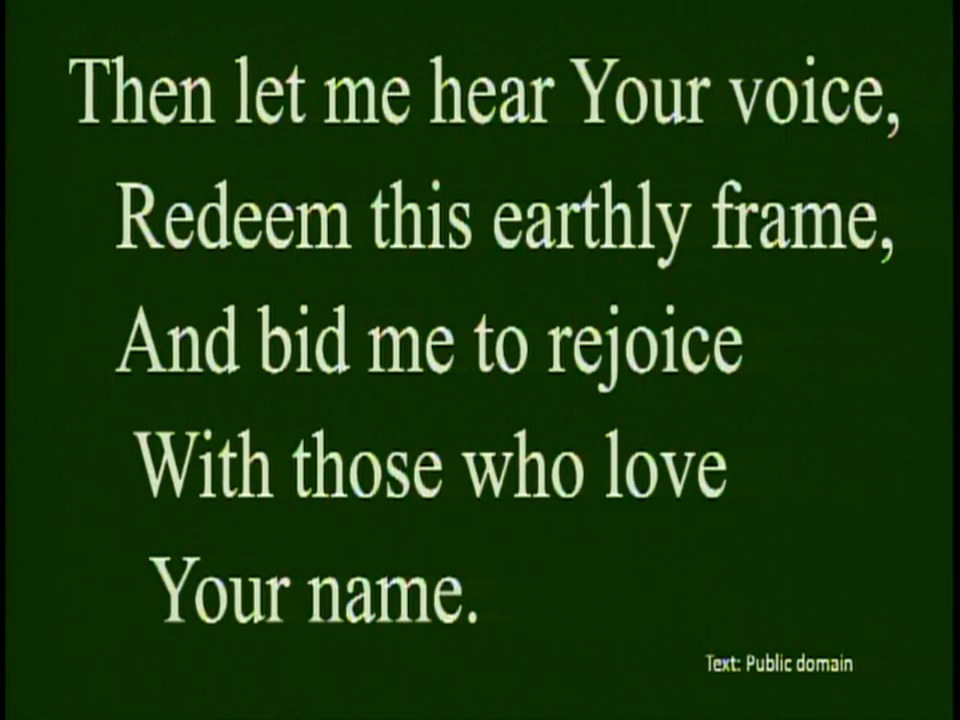 Then let me hear Your voice,
Redeem this earthly frame,
And bid me to rejoice
With those who love
Your name.
Text: Public domain